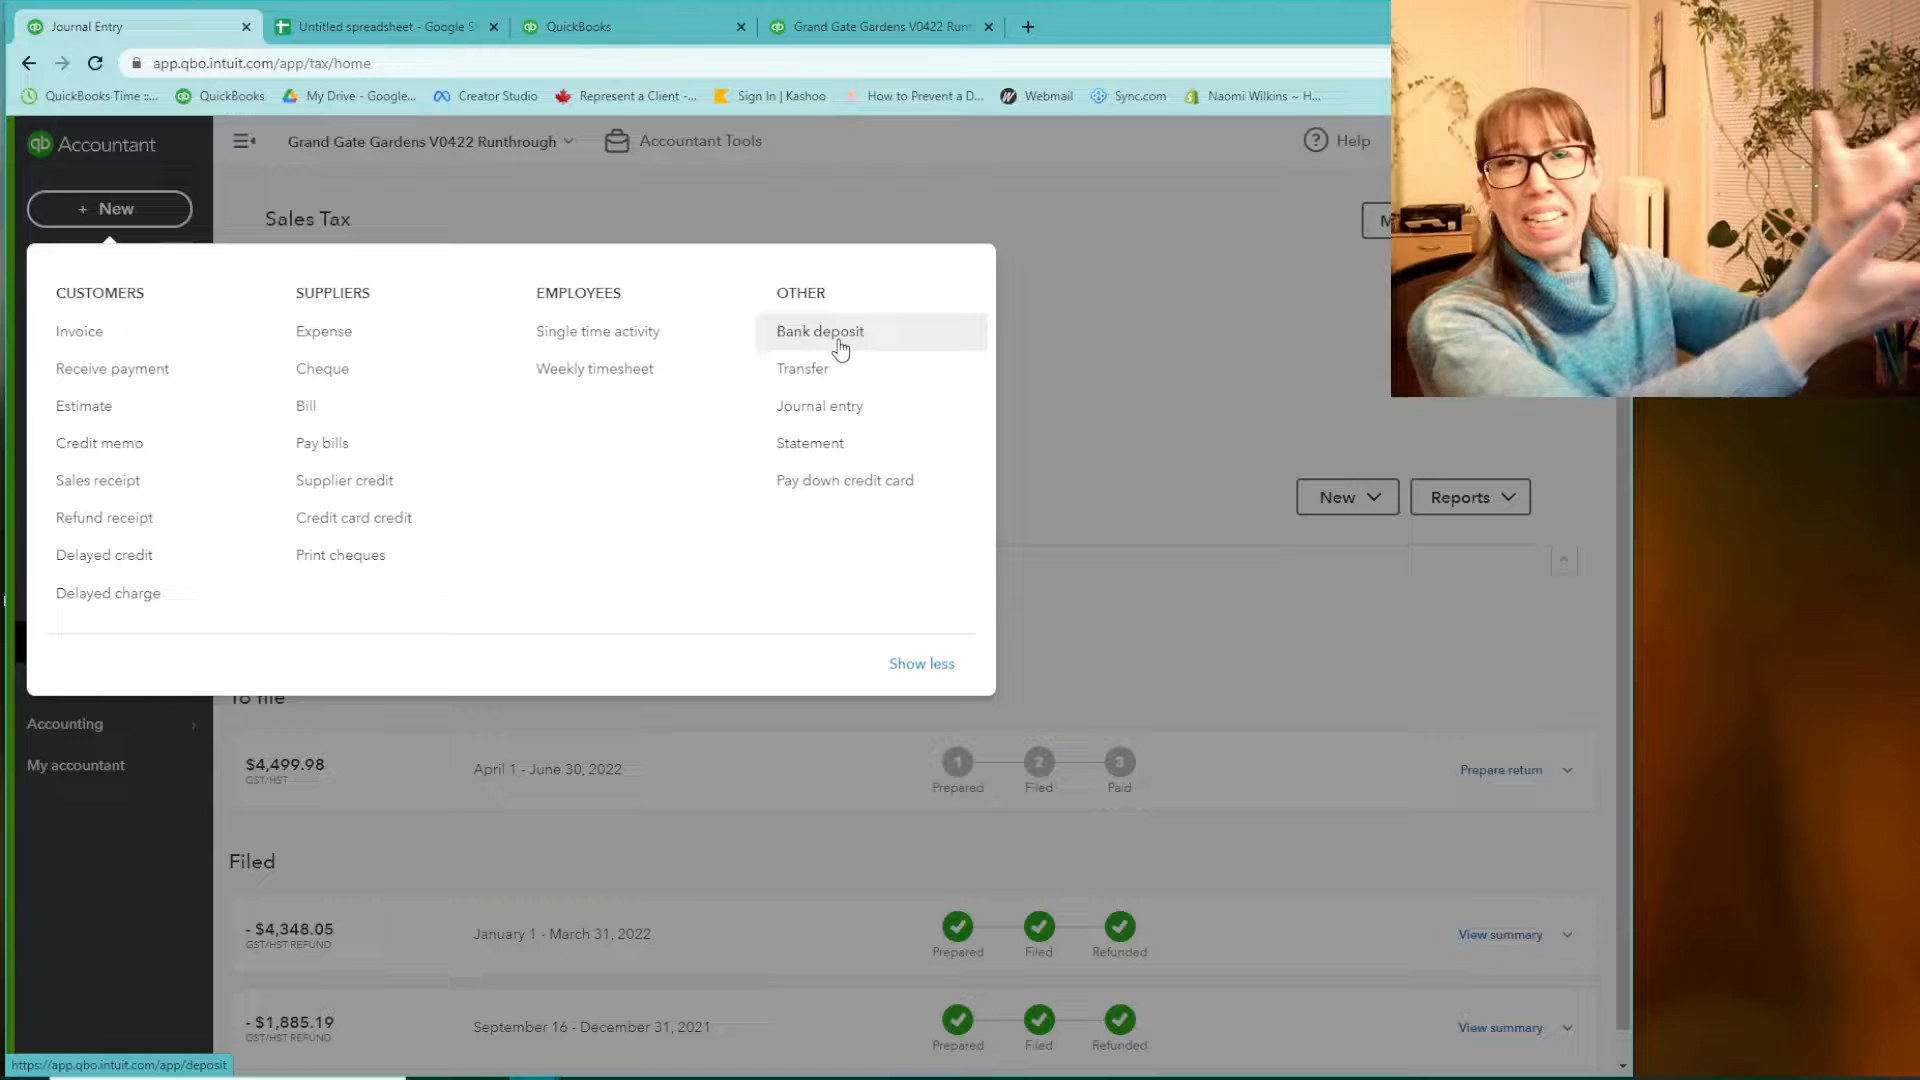 Journal Entry
Untitled spreadsheet - Google S
QuickBooks
Grand Gate Gardens V0422 Runt
app.qbo.intuit.com/app/tax/home
QuickBooks Time ::...
QuickBooks
My Drive - Google...
Creator Studio
Represent a Client -...
Sign In | Kashoo
How to Prevent a D...
Webmail
Sync.com
Naomi Wilkins ~ H...
qb Accountant
Grand Gate Gardens V0422 Runthrough
Accountant Tools
Help
+ New
Sales Tax
M
CUSTOMERS
Invoice
Receive payment
Estimate
Credit memo
Sales receipt
Refund receipt
Delayed credit
Delayed charge
SUPPLIERS
Expense
Cheque
Bill
Pay bills
Supplier credit
Credit card credit
Print cheques
EMPLOYEES
Single time activity
Weekly timesheet
OTHER
Bank deposit
Transfer
Journal entry
Statement
Pay down credit card
Show less
New
Reports
Accounting
My accountant
To file
$4,499.98
GST/HST
April 1 - June 30, 2022
1
2
3
Prepared
Filed
Paid
Prepare return
Filed
- $4,348.05
GST/HST REFUND
January 1 - March 31, 2022
Prepared
Filed
Refunded
View summary
- $1,885.19
GST/HST REFUND
September 16 - December 31, 2021
Prepared
Filed
Refunded
View summary
https://app.qbo.intuit.com/app/deposit